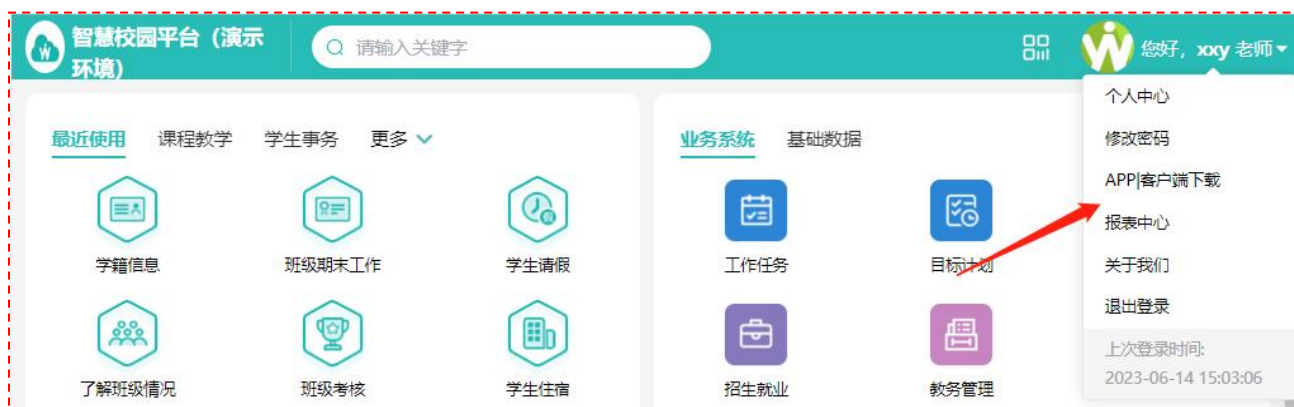 智慧校园平台（演示
环境）
请输入关键字
您好，xxy 老师
最近使用 课程教学 学生事务 更多
业务系统 基础数据
学籍信息 班级期末工作 学生请假
工作任务 目标计划
了解班级情况 班级考核 学生住宿
招生就业 教务管理
个人中心
修改密码
APP|客户端下载
报表中心
关于我们
退出登录
上次登录时间:
2023-06-14 15:03:06